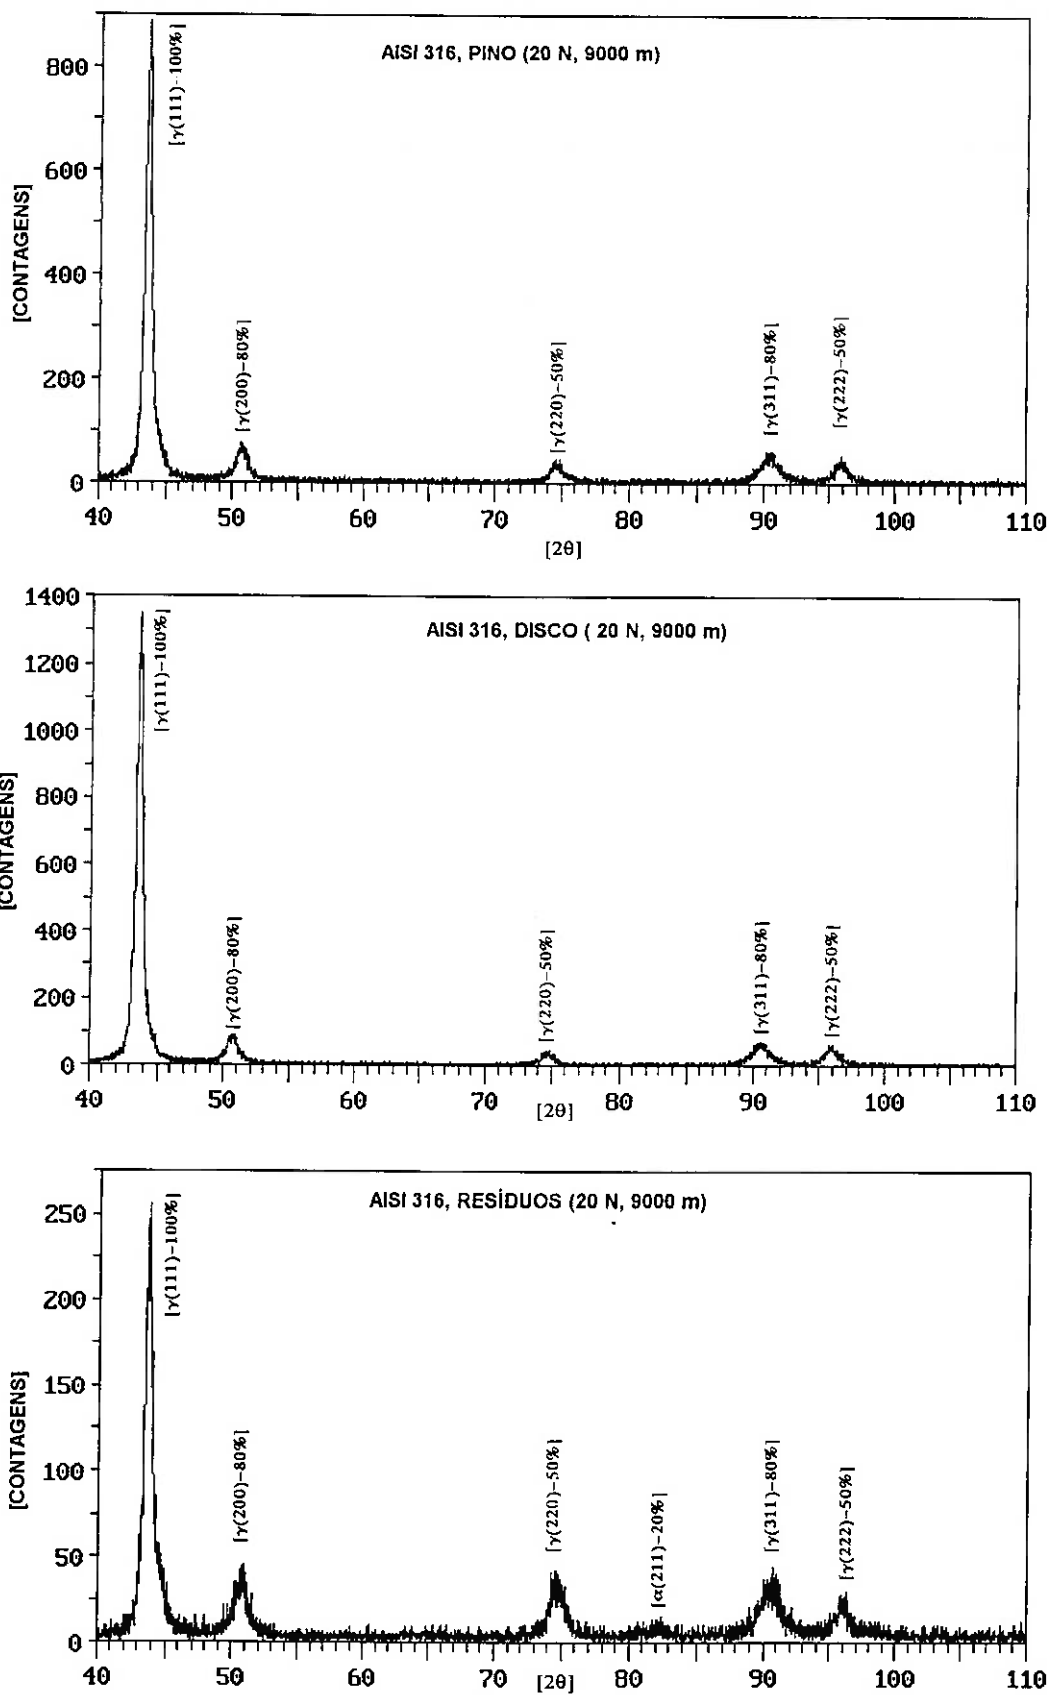 AISI 316, PINO (20 N, 9000 m)
[CONTAGENS]
800
600
400
200
0
[γ(111)-100%]
[γ(200)-80%]
[γ(220)-50%]
[γ(311)-80%]
[γ(222)-50%]
40 50 60 70 80 90 100 110
[2θ]
AISI 316, DISCO ( 20 N, 9000 m)
[CONTAGENS]
1400
1200
1000
800
600
400
200
0
[γ(111)-100%]
[γ(200)-80%]
[γ(220)-50%]
[γ(311)-80%]
[γ(222)-50%]
40 50 60 70 80 90 100 110
[2θ]
AISI 316, RESÍDUOS (20 N, 9000 m)
[CONTAGENS]
250
200
150
100
50
0
[γ(111)-100%]
[γ(200)-80%]
[γ(220)-50%]
[α(211)-20%]
[γ(311)-80%]
[γ(222)-50%]
40 50 60 70 80 90 100 110
[2θ]